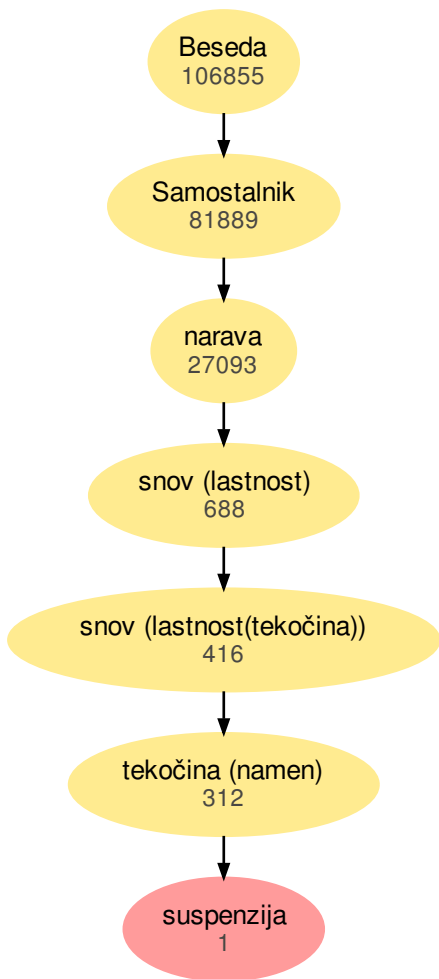 Beseda
106855
Samostalnik
81889
narava
27093
snov (lastnost)
688
snov (lastnost(tekočina))
416
tekočina (namen)
312
suspenzija
1